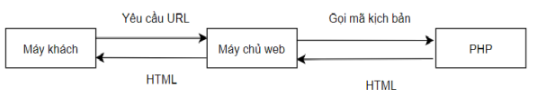 Yêu cầu URL
Gọi mã kịch bản
Máy khách
Máy chủ web
PHP
HTML
HTML